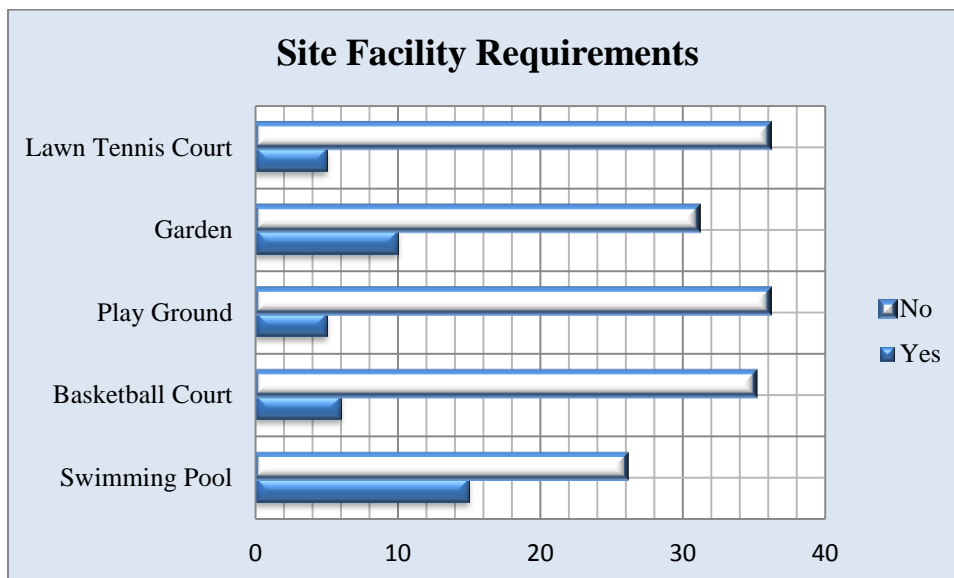 Site Facility Requirements
Lawn Tennis Court
Garden
Play Ground
Basketball Court
Swimming Pool
No
Yes
0 10 20 30 40